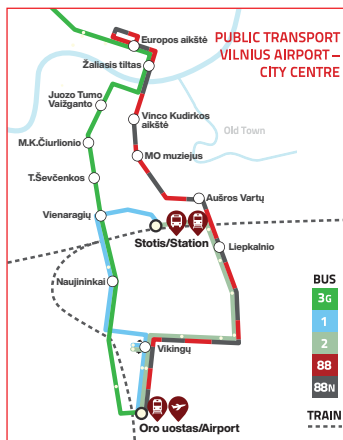 PUBLIC TRANSPORT
VILNIUS AIRPORT –
CITY CENTRE
Europos aikštė
Žaliasis tiltas
Juozo Tumo
Vaižganto
Vinco Kudirkos
aikštė
Old Town
M.K.Čiurlionio
MO muziejus
T.Ševčenkos
Aušros Vartų
Vienaragių
Stotis/Station
Liepkalnio
Naujininkai
BUS
3G
1
2
88
88N
TRAIN
Vikingų
Oro uostas/Airport